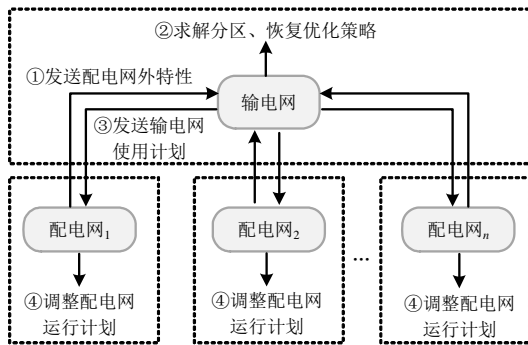 ②求解分区、恢复优化策略
①发送配电网外特性
输电网
③发送输电网
使用计划
配电网1
配电网2
配电网n
...
④调整配电网
运行计划
④调整配电网
运行计划
④调整配电网
运行计划